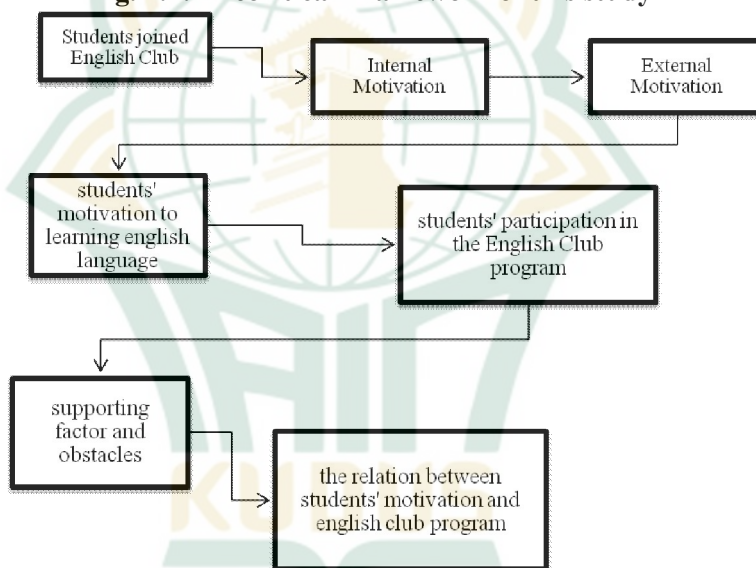 Students joined
English Club
Internal
Motivation
External
Motivation
students'
motivation to
learning english
language
students' participation in
the English Club
program
supporting
factor and
obstacles
the relation between
students' motivation and
english club program
KUDUS